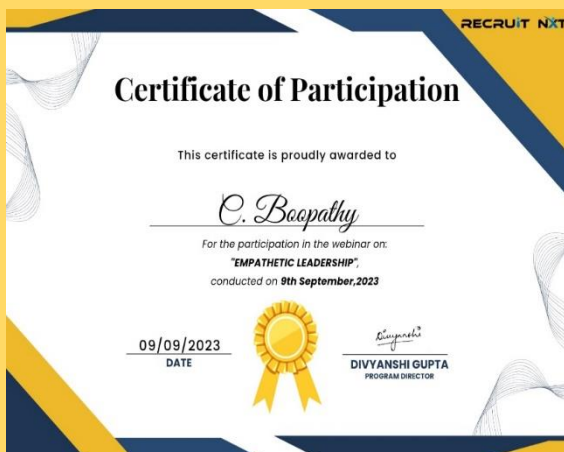 RECRUiT NXT
Certificate of Participation
This certificate is proudly awarded to
C. Boopathy
For the participation in the webinar on:
"EMPATHETIC LEADERSHIP",
conducted on 9th September,2023
09/09/2023
DATE
Divyanshi
DIVYANSHI GUPTA
PROGRAM DIRECTOR